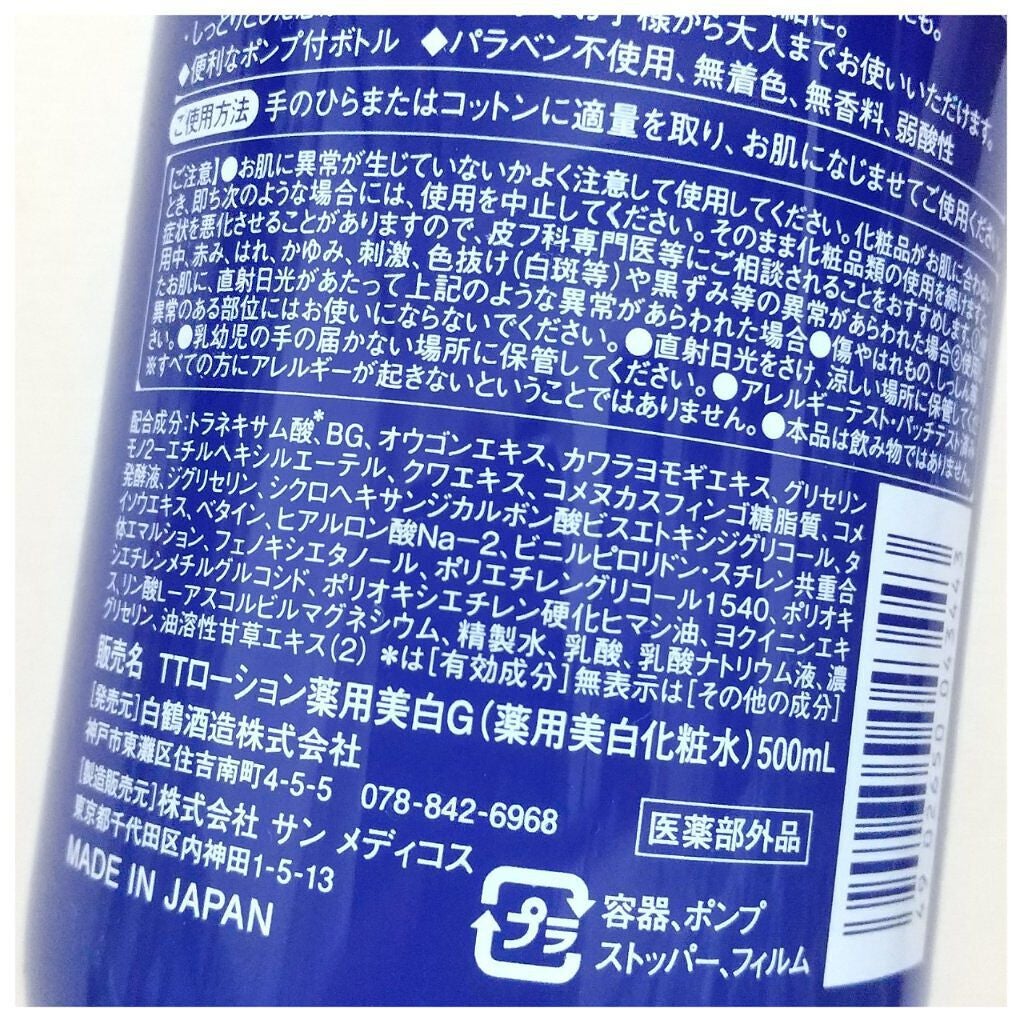 お子様から大人までお使いいただけます。
◆便利なポンプ付ボトル ◆パラベン不使用、無着色、無香料、弱酸性
ご使用方法 手のひらまたはコットンに適量を取り、お肌になじませてご使用ください
【ご注意】●お肌に異常が生じていないかよく注意して使用してください。化粧品がお肌に合わない
とき、即ち次のような場合には、使用を中止してください。そのまま化粧品類の使用を続けますと、
症状を悪化させることがありますので、皮フ科専門医等にご相談されることをおすすめします。①使
用中、赤み、はれ、かゆみ、刺激、色抜け(白斑等)や黒ずみ等の異常があらわれた場合②使用し
たお肌に、直射日光があたって上記のような異常があらわれた場合●傷やはれもの、しっしん等、
異常のある部位にはお使いにならないでください。●直射日光をさけ、涼しい場所に保管してくだ
さい。●乳幼児の手の届かない場所に保管してください。●アレルギーテスト・パッチテスト済み
※すべての方にアレルギーが起きないということではありません。●本品は飲み物ではありません。
配合成分:トラネキサム酸*、BG、オウゴンエキス、カワラヨモギエキス、グリセリン
モノ2-エチルヘキシルエーテル、クワエキス、コメヌカスフィンゴ糖脂質、コメ
発酵液、ジグリセリン、シクロヘキサンジカルボン酸ビスエトキシジグリコール、タ
イソウエキス、ベタイン、ヒアルロン酸Na-2、ビニルピロリドン・スチレン共重合
体エマルション、フェノキシエタノール、ポリエチレングリコール1540、ポリオキ
シエチレンメチルグルコシド、ポリオキシエチレン硬化ヒマシ油、ヨクイニンエキ
ス、リン酸L-アスコルビルマグネシウム、精製水、乳酸、乳酸ナトリウム液、濃
グリセリン、油溶性甘草エキス(2) *は[有効成分]無表示は[その他の成分]
販売名 TTローション薬用美白G(薬用美白化粧水)500mL
[発売元]白鶴酒造株式会社
神戸市東灘区住吉南町4-5-5 078-842-6968
[製造販売元]株式会社 サン メディコス
東京都千代田区内神田1-5-13
医薬部外品
MADE IN JAPAN
プラ
容器、ポンプ
ストッパー、フィルム